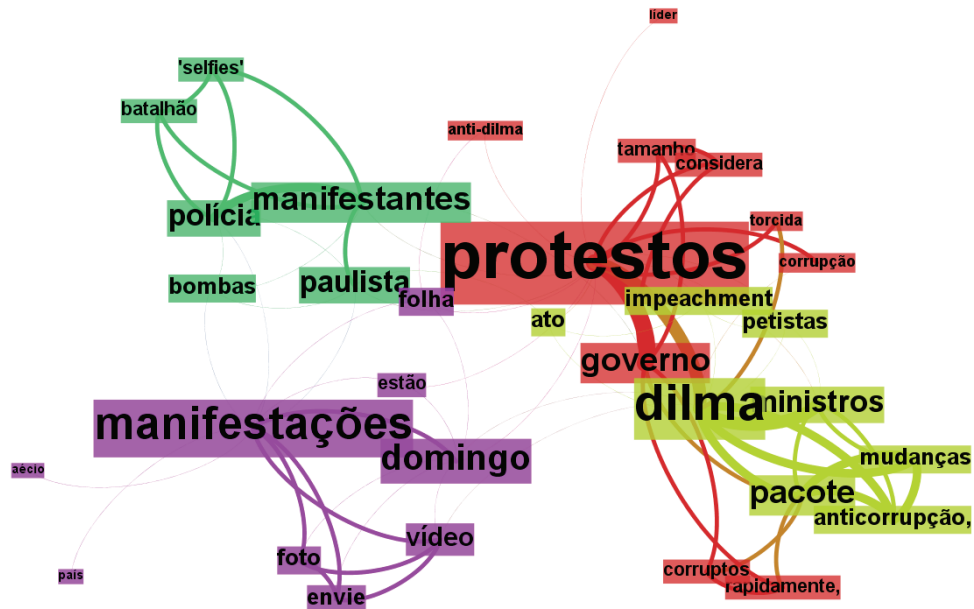 líder
'selfies'
batalhão
anti-dilma
tamanho
considera
manifestantes
polícia
torcida
protestos
corrupção
paulista
bombas
folha
impeachment
ato
petistas
governo
estão
dilma
ministros
manifestações
domingo
mudanças
aécio
pacote
anticorrupção,
vídeo
foto
corruptos
país
rapidamente,
envie